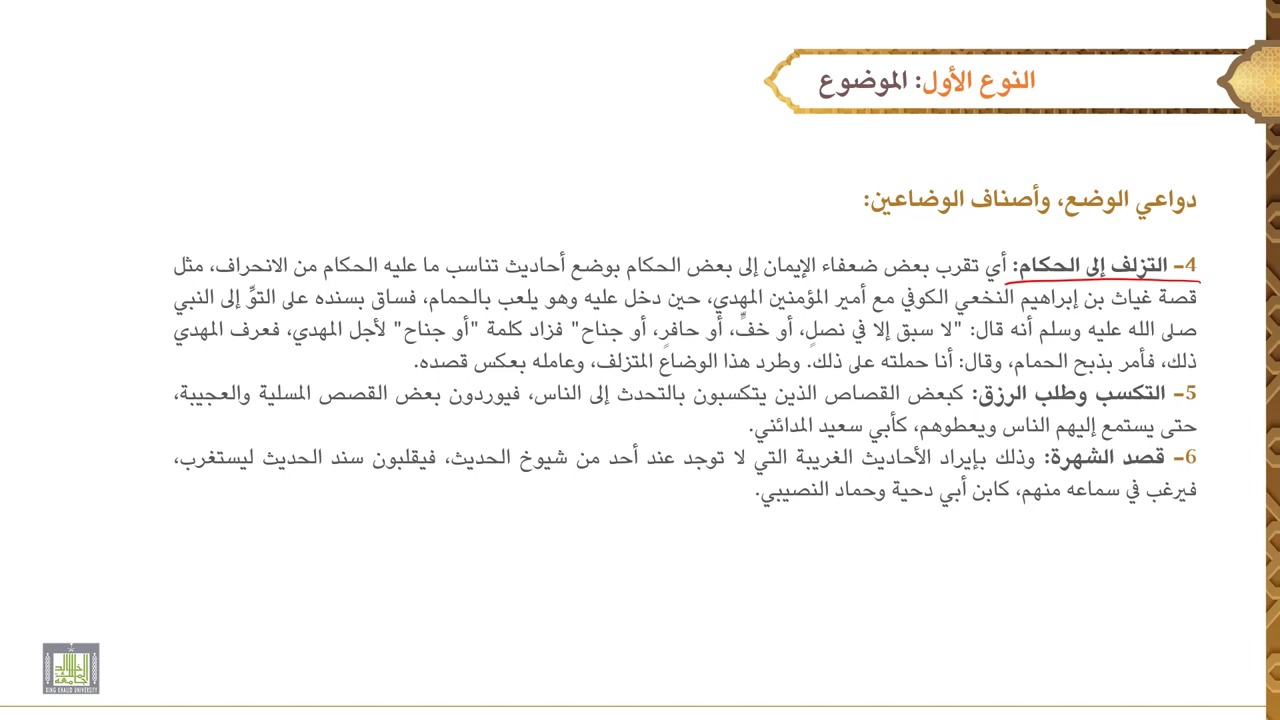 النوع الأول: الموضوع
دواعي الوضع، وأصناف الوضاعين:
4- التزلف إلى الحكام: أي تقرب بعض ضعفاء الإيمان إلى بعض الحكام بوضع أحاديث تناسب ما عليه الحكام من الانحراف، مثل
قصة غياث بن إبراهيم النخعي الكوفي مع أمير المؤمنين المهدي، حين دخل عليه وهو يلعب بالحمام، فساق بسنده على التوِّ إلى النبي
صلى الله عليه وسلم أنه قال: "لا سبق إلا في نصلٍ، أو خفٍّ، أو حافرٍ، أو جناح" فزاد كلمة "أو جناح" لأجل المهدي، فعرف المهدي
ذلك، فأمر بذبح الحمام، وقال: أنا حملته على ذلك. وطرد هذا الوضاع المتزلف، وعامله بعكس قصده.
5- التكسب وطلب الرزق: كبعض القصاص الذين يتكسبون بالتحدث إلى الناس، فيوردون بعض القصص المسلية والعجيبة،
حتى يستمع إليهم الناس ويعطوهم، كأبي سعيد المدائني.
6- قصد الشهرة: وذلك بإيراد الأحاديث الغريبة التي لا توجد عند أحد من شيوخ الحديث، فيقلبون سند الحديث ليستغرب،
فيرغب في سماعه منهم، كابن أبي دحية وحماد النصيبي.
جامعة الملك خالد
KING KHALID UNIVERSITY